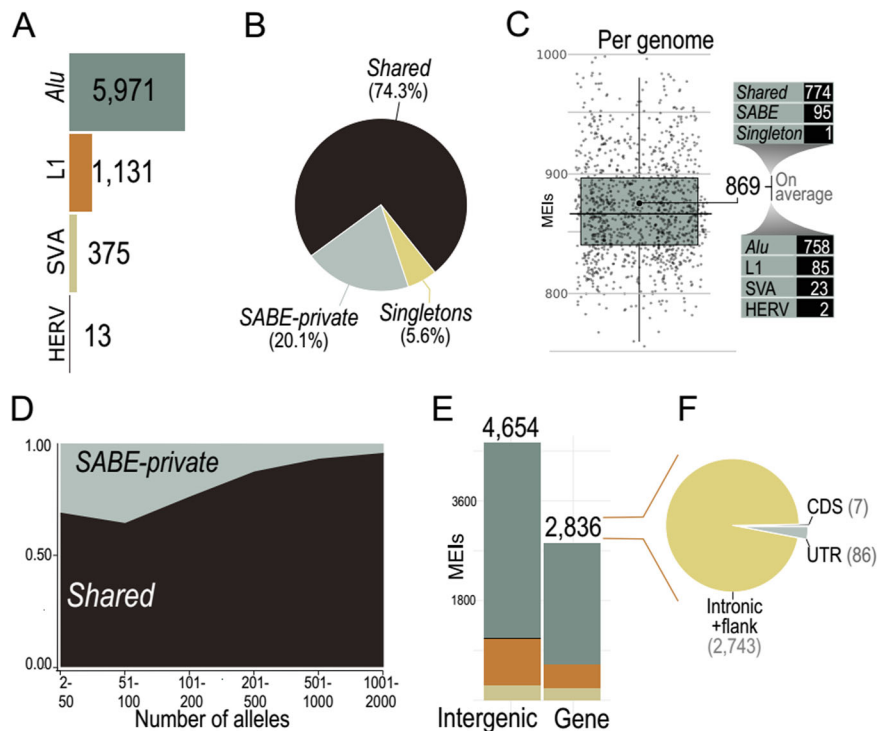 A
Alu
5,971
L1
1,131
SVA
375
HERV
13
B
Shared
(74.3%)
SABE-private
(20.1%)
Singletons
(5.6%)
C
Per genome
1000
900
800
MEIs
869
On
average
Shared 774
SABE 95
Singleton 1
Alu 758
L1 85
SVA 23
HERV 2
D
1.00
0.50
0.00
SABE-private
Shared
2-
50
51-
100
101-
200
201-
500
501-
1000
1001-
2000
Number of alleles
E
4,654
2,836
3600
1800
MEIs
Intergenic
Gene
F
CDS (7)
UTR (86)
Intronic
+flank
(2,743)